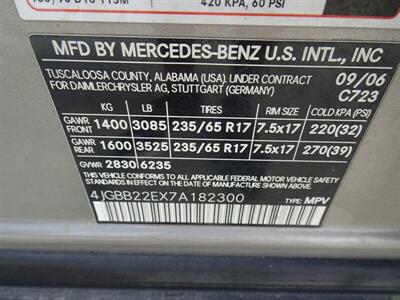 420 KPA, 60 PSI
MFD BY MERCEDES-BENZ U.S. INTL., INC
TUSCALOOSA COUNTY, ALABAMA (USA) UNDER CONTRACT 09/06
FOR DAIMLERCHRYSLER AG, STUTTGART (GERMANY) C723
KG LB TIRES RIM SIZE COLD KPA (PSI)
GAWR FRONT 1400 3085 235/65 R17 7.5x17 220(32)
GAWR REAR 1600 3525 235/65 R17 7.5x17 270(39)
GVWR 2830 6235
THIS VEHICLE CONFORMS TO ALL APPLICABLE FEDERAL MOTOR VEHICLE SAFETY
STANDARDS IN EFFECT ON THE DATE OF MANUFACTURE SHOWN ABOVE.
4JGBB22EX7A182300 TYPE: MPV